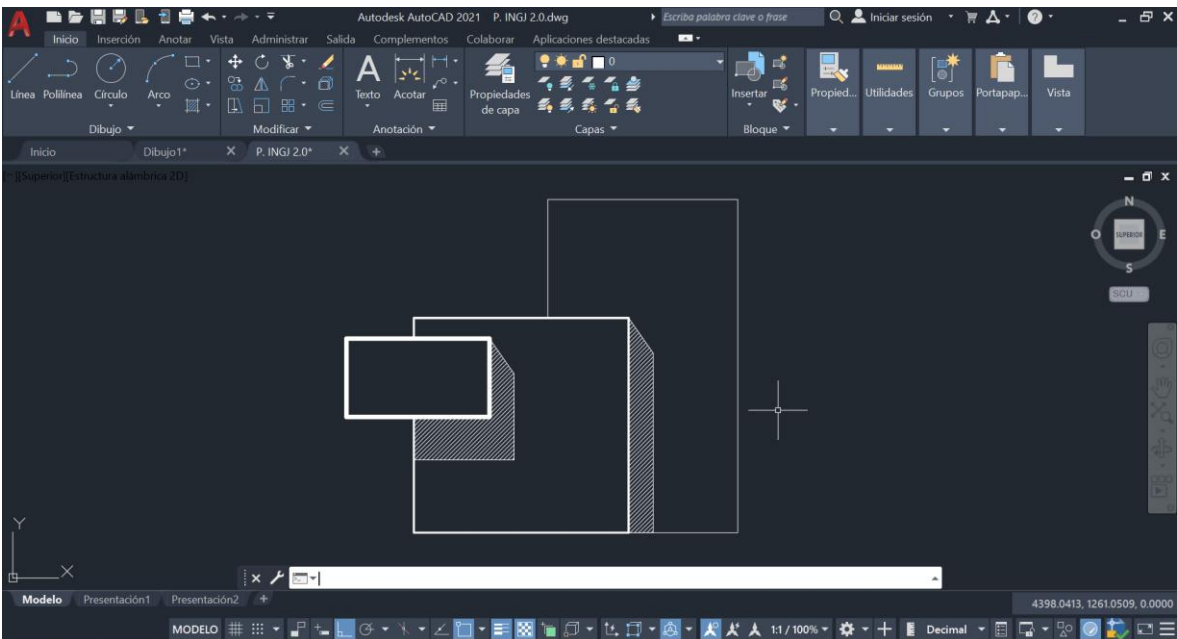 A Autodesk AutoCAD 2021 P. INGJ 2.0.dwg Escriba palabra clave o frase Iniciar sesión
Inicio Inserción Anotar Vista Administrar Salida Complementos Colaborar Aplicaciones destacadas
0
Línea Polilínea Círculo Arco A Texto Acotar Propiedades de capa Insertar Propied... Utilidades Grupos Portapap... Vista
Dibujo Modificar Anotación Capas Bloque
Inicio Dibujo1* P. INGJ 2.0*
[-][Superior][Estructura alámbrica 2D]
N
O SUPERIOR E
S
SCU
Y
X
Modelo Presentación1 Presentación2 +
4398.0413, 1261.0509, 0.0000
MODELO 1:1 / 100% Decimal